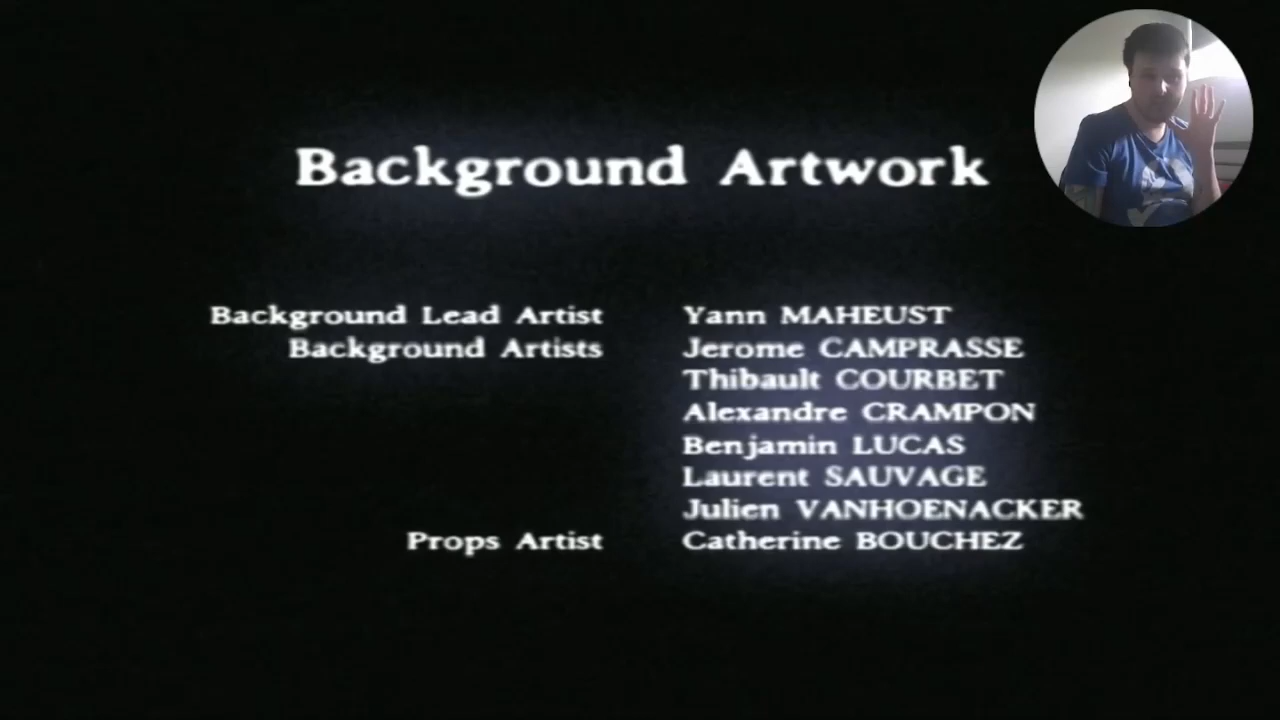 Background Artwork
Background Lead Artist Yann MAHEUST
Background Artists Jerome CAMPRASSE
Thibault COURBET
Alexandre CRAMPON
Benjamin LUCAS
Laurent SAUVAGE
Julien VANHOENACKER
Props Artist Catherine BOUCHEZ